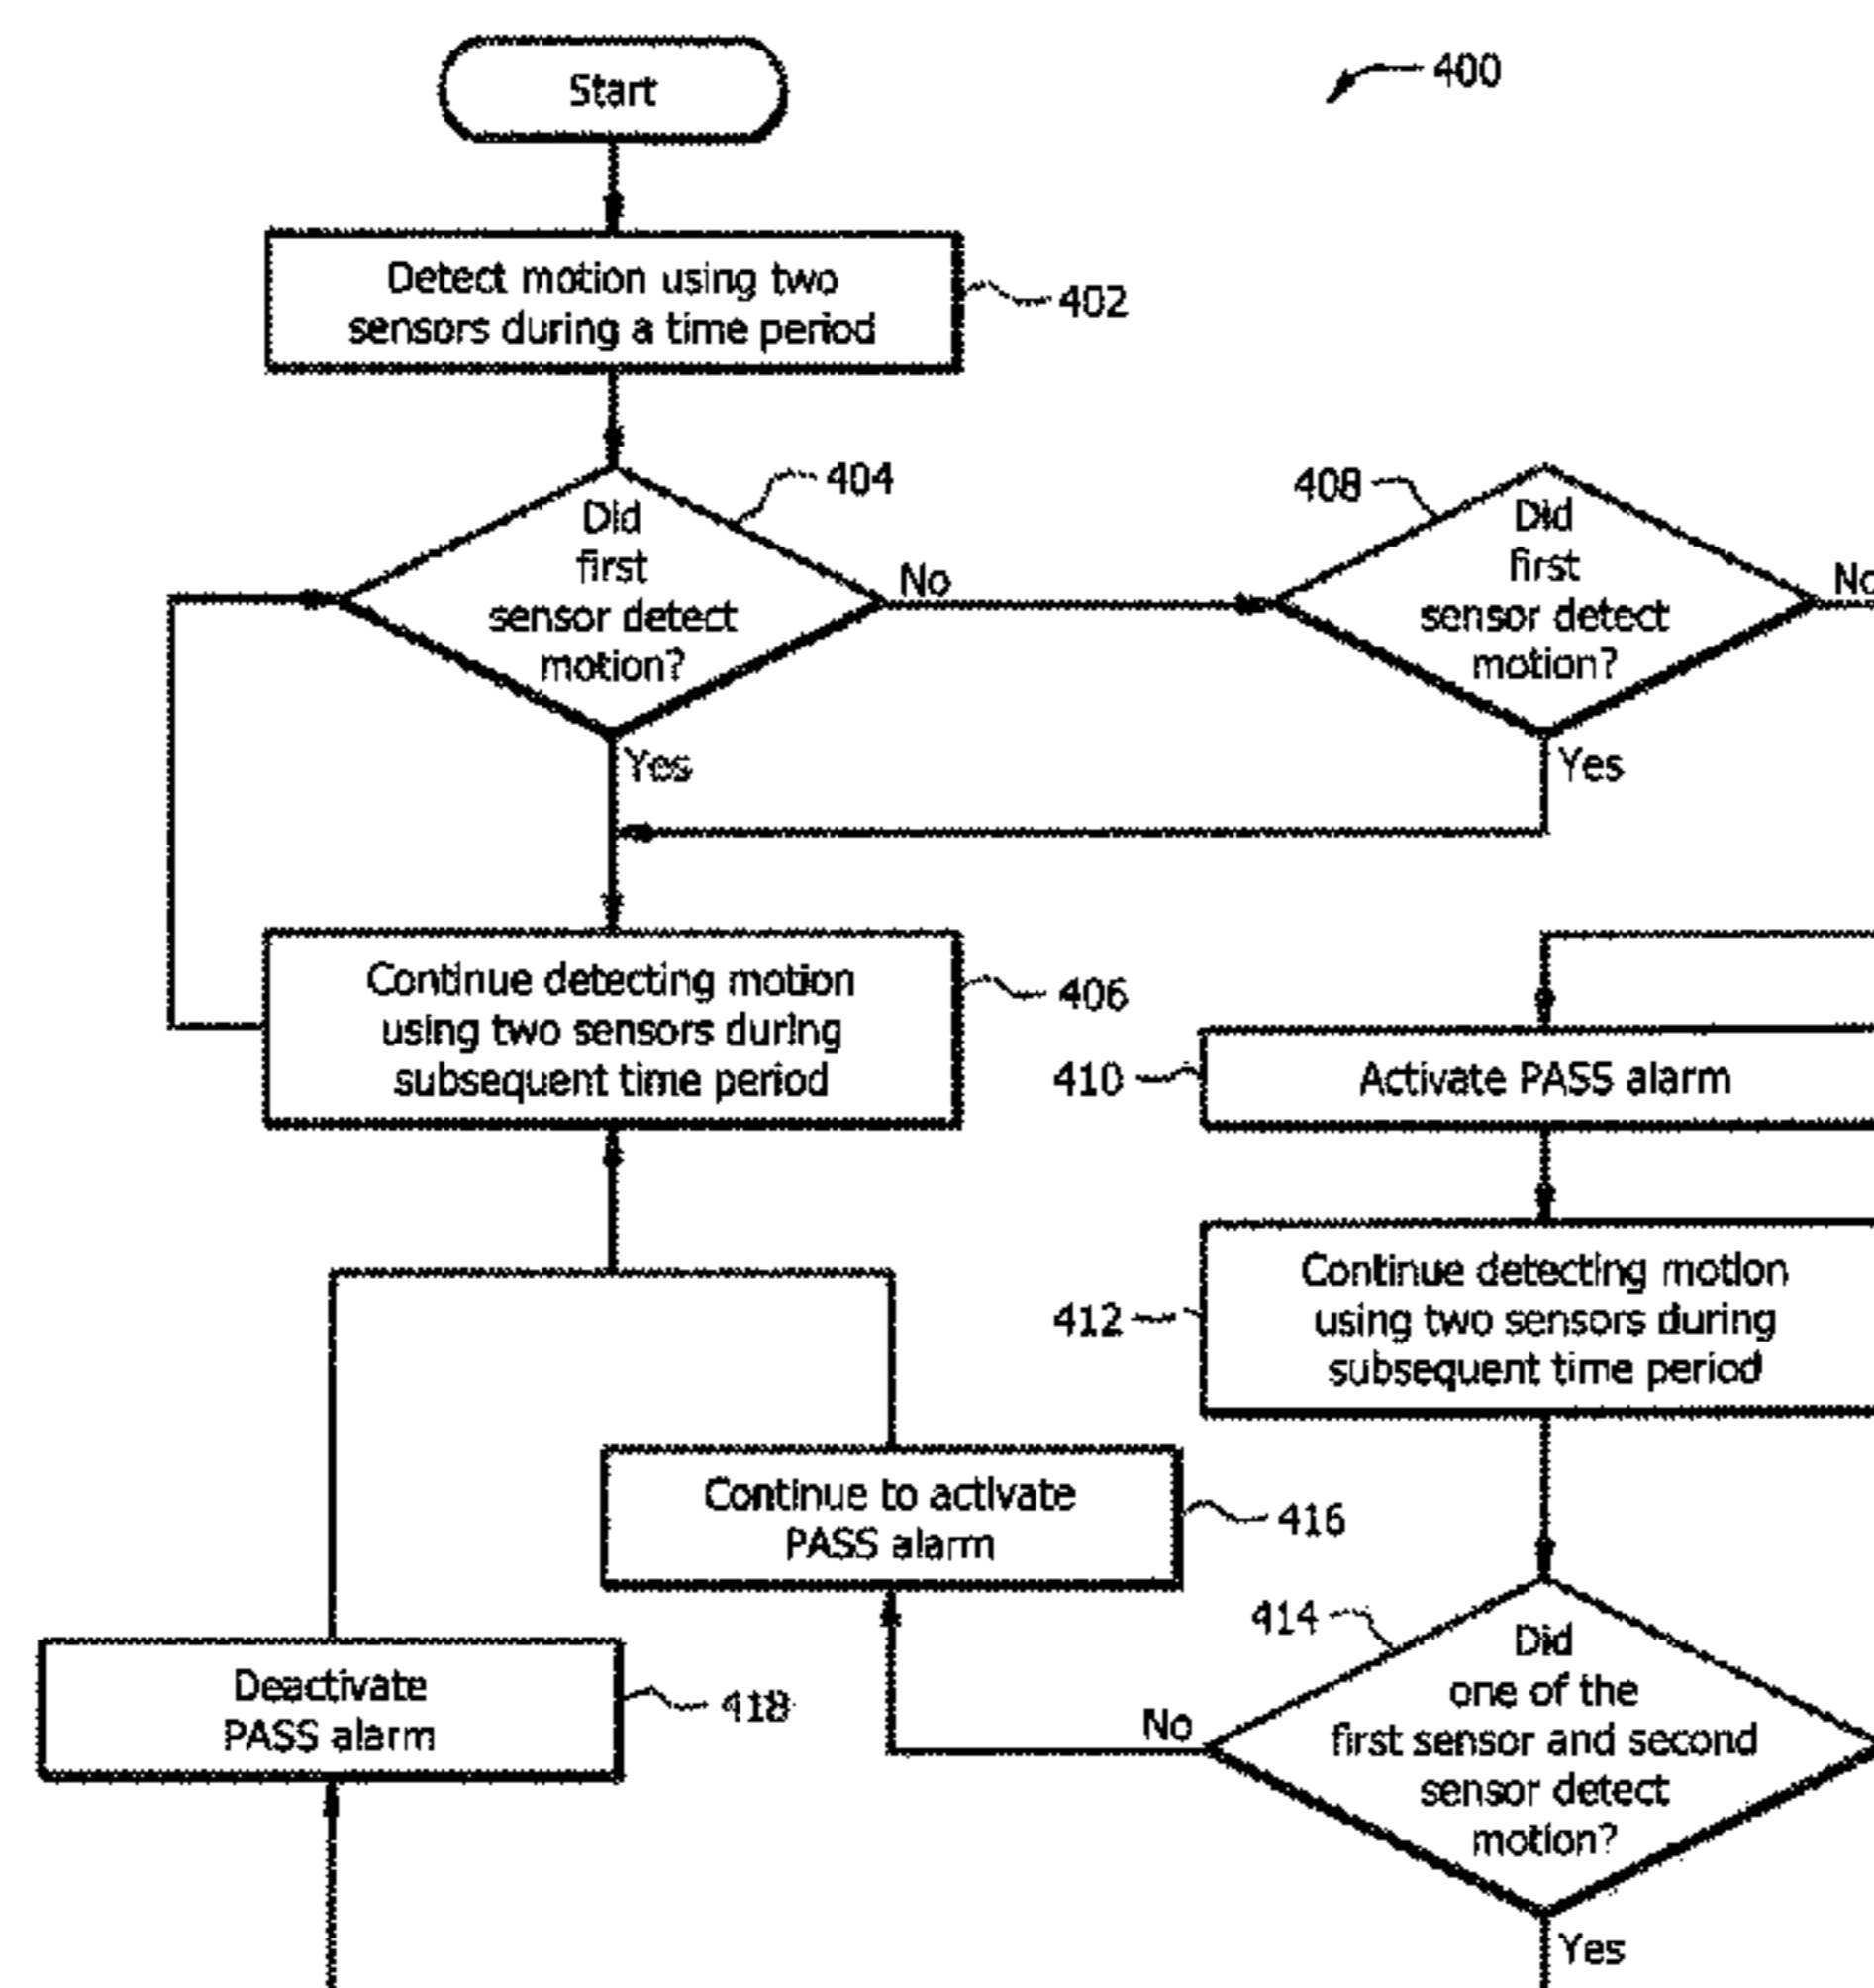 Start
400
Detect motion using two
sensors during a time period
402
404
Did
first
sensor detect
motion?
No
Yes
408
Did
first
sensor detect
motion?
No
Yes
Continue detecting motion
using two sensors during
subsequent time period
406
410
Activate PASS alarm
412
Continue detecting motion
using two sensors during
subsequent time period
Continue to activate
PASS alarm
416
414
Did
one of the
first sensor and second
sensor detect
motion?
No
Yes
Deactivate
PASS alarm
418